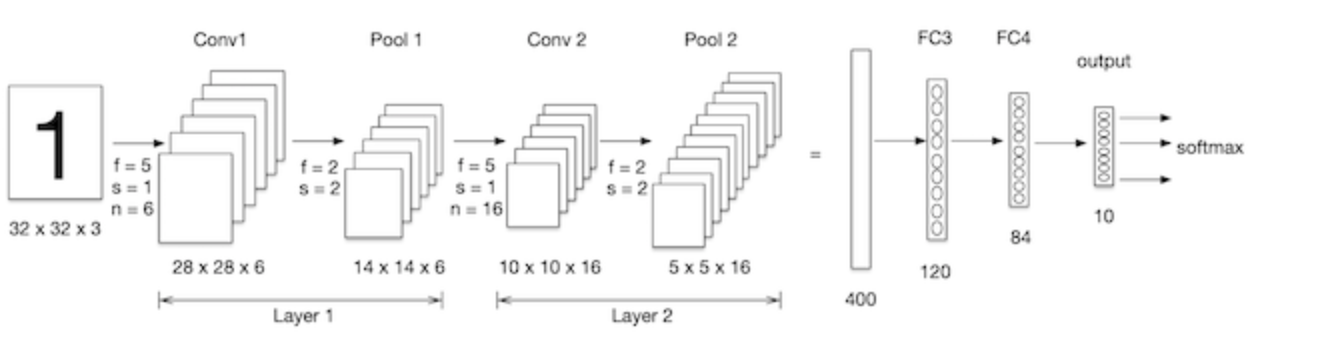 Conv1
Pool 1
Conv 2
Pool 2
FC3
FC4
output
1
f = 5
s = 1
n = 6
f = 2
s = 2
f = 5
s = 1
n = 16
f = 2
s = 2
=
softmax
32 x 32 x 3
28 x 28 x 6
14 x 14 x 6
10 x 10 x 16
5 x 5 x 16
400
120
84
10
Layer 1
Layer 2